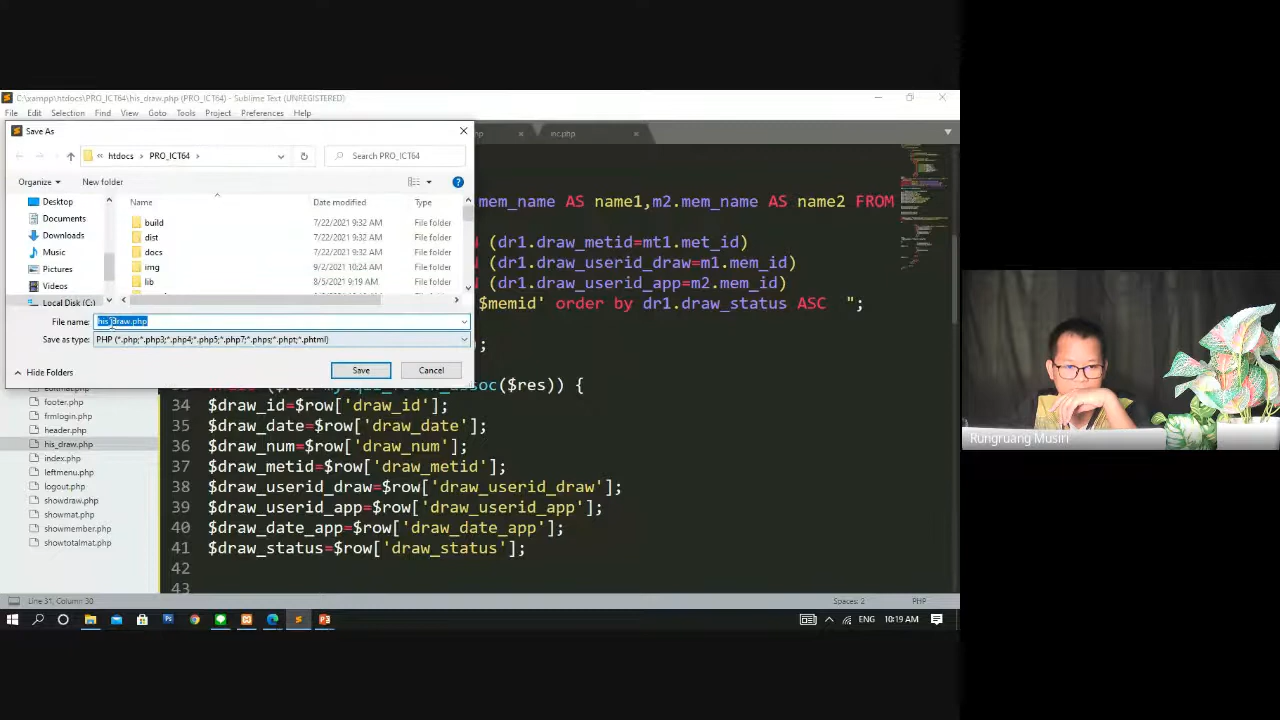 C:\xampp\htdocs\PRO_ICT64\his_draw.php (PRO_ICT64) - Sublime Text (UNREGISTERED)
File Edit Selection Find View Goto Tools Project Preferences Help
inc.php
Save As
htdocs PRO_ICT64 Search PRO_ICT64
Organize New folder
Name Date modified Type
Desktop
Documents
Downloads
Music
Pictures
Videos
Local Disk (C:)
build 7/22/2021 9:32 AM File folder
dist 7/22/2021 9:32 AM File folder
docs 7/22/2021 9:32 AM File folder
img 9/2/2021 10:24 AM File folder
lib 8/5/2021 9:19 AM File folder
File name: his_draw.php
Save as type: PHP (*.php;*.php3;*.php4;*.php5;*.php7;*.phps;*.phpt;*.phtml)
Hide Folders Save Cancel
mem_name AS name1,m2.mem_name AS name2 FROM
(dr1.draw_metid=mt1.met_id)
(dr1.draw_userid_draw=m1.mem_id)
(dr1.draw_userid_app=m2.mem_id)
$memid' order by dr1.draw_status ASC ";
;
($res)) {
34 $draw_id=$row['draw_id'];
35 $draw_date=$row['draw_date'];
36 $draw_num=$row['draw_num'];
37 $draw_metid=$row['draw_metid'];
38 $draw_userid_draw=$row['draw_userid_draw'];
39 $draw_userid_app=$row['draw_userid_app'];
40 $draw_date_app=$row['draw_date_app'];
41 $draw_status=$row['draw_status'];
42
43
footer.php
frmlogin.php
header.php
his_draw.php
index.php
leftmenu.php
logout.php
showdraw.php
showmat.php
showmember.php
showtotalmat.php
Line 31, Column 30 Spaces: 2 PHP
ENG 10:19 AM
Rungruang Musiri